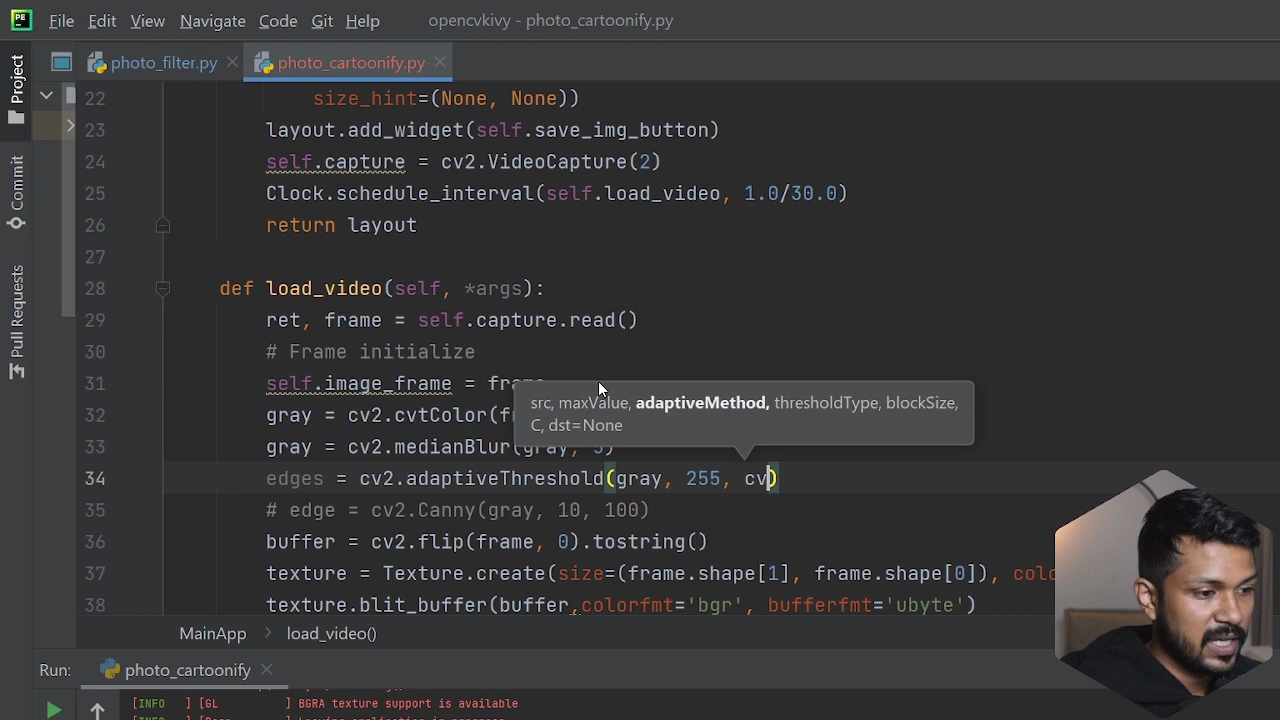 PE File Edit View Navigate Code Git Help opencvkivy - photo_cartoonify.py
photo_filter.py photo_cartoonify.py
Project
Commit
Pull Requests
22 size_hint=(None, None))
23 layout.add_widget(self.save_img_button)
24 self.capture = cv2.VideoCapture(2)
25 Clock.schedule_interval(self.load_video, 1.0/30.0)
26 return layout
27
28 def load_video(self, *args):
29 ret, frame = self.capture.read()
30 # Frame initialize
31 self.image_frame = frame
src, maxValue, adaptiveMethod, thresholdType, blockSize,
C, dst=None
32 gray = cv2.cvtColor(
33 gray = cv2.medianBlur(gray,
34 edges = cv2.adaptiveThreshold(gray, 255, cv)
35 # edge = cv2.Canny(gray, 10, 100)
36 buffer = cv2.flip(frame, 0).tostring()
37 texture = Texture.create(size=(frame.shape[1], frame.shape[0]), colo
38 texture.blit_buffer(buffer,colorfmt='bgr', bufferfmt='ubyte')
MainApp load_video()
Run: photo_cartoonify
[INFO ] [GL ] BGRA texture support is available